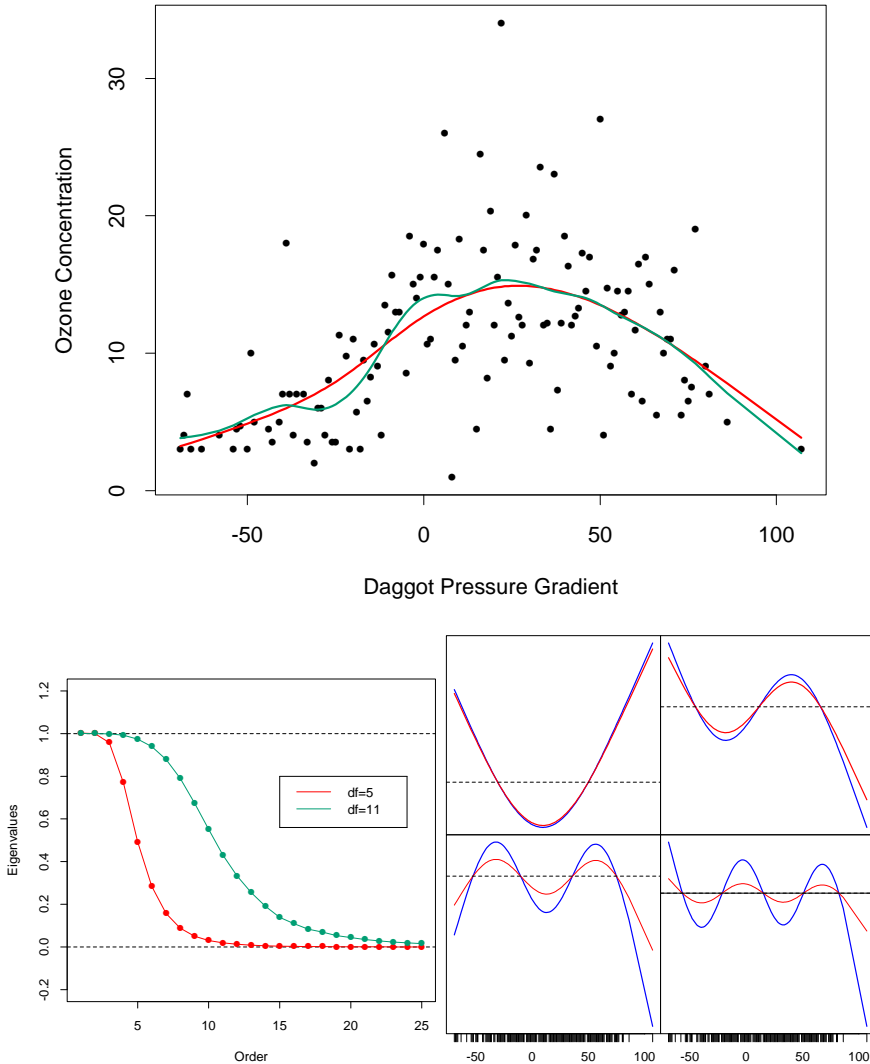 30
20
10
0
Ozone Concentration
-50 0 50 100
Daggot Pressure Gradient
1.2
1.0
0.8
0.6
0.4
0.2
0.0
-0.2
Eigenvalues
df=5
df=11
5 10 15 20 25
Order
-50 0 50 100 -50 0 50 100